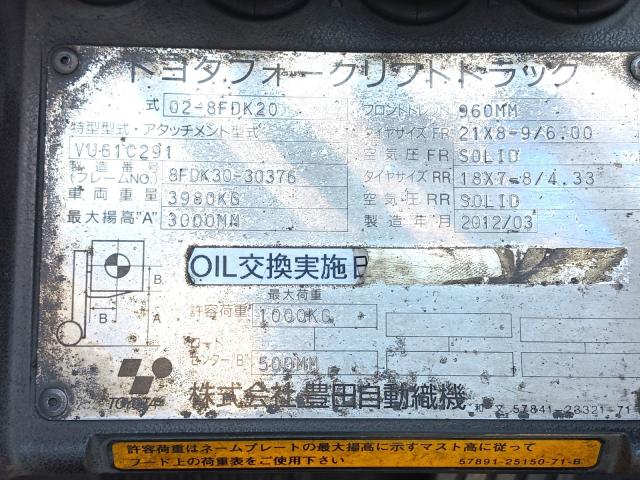 トヨタフォークリフトトラック
式 02-8FDK20
フロントトレッド 960MM
特型型式・アタッチメント型式
タイヤサイズ FR 21X8-9/6.00
VU61C291
空気圧 FR SOLID
製造番号
(フレームNO.) 8FDK30-30376
タイヤサイズ RR 18X7-8/4.33
車両重量 3980KG
空気圧 RR SOLID
最大揚高"A" 3000MM
製造年月 2012/03
OIL交換実施
B
B
A
最大荷重
許容荷重 1000KG
センター B 500MM
TOYOTA
株式会社 豊田自動織機
57841-23321-71
許容荷重はネームプレートの最大揚高に示すマスト高に従って
フード上の荷重表をご使用下さい
57891-25150-71-B